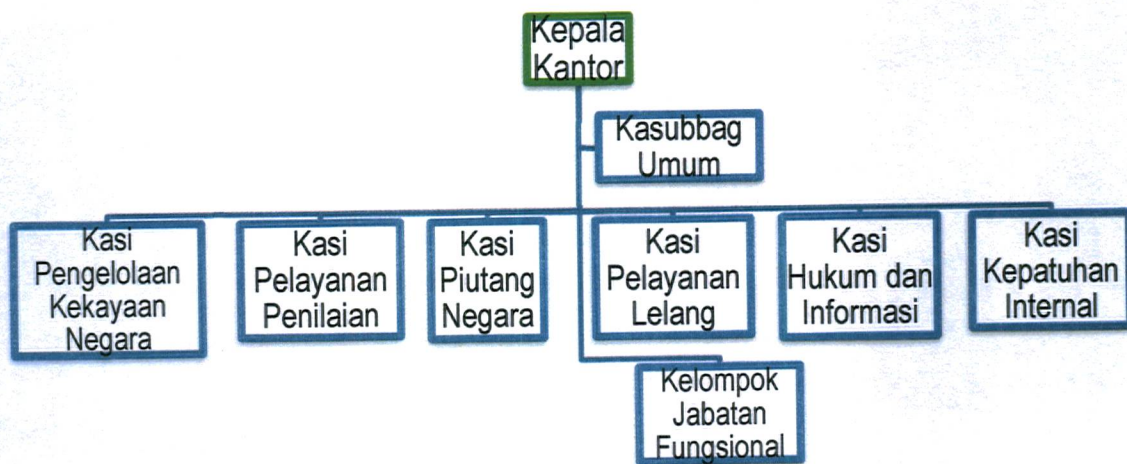 Kepala
Kantor
Kasubbag
Umum
Kasi
Pengelolaan
Kekayaan
Negara
Kasi
Pelayanan
Penilaian
Kasi
Piutang
Negara
Kasi
Pelayanan
Lelang
Kasi
Hukum dan
Informasi
Kasi
Kepatuhan
Internal
Kelompok
Jabatan
Fungsional